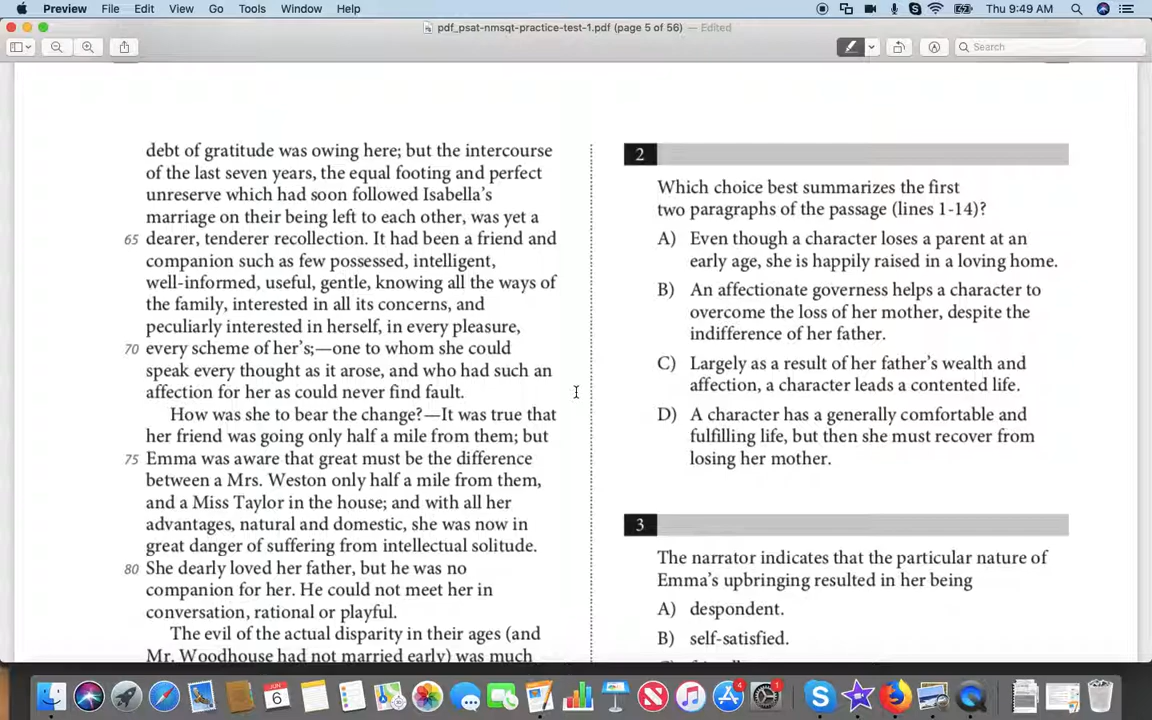 Preview File Edit View Go Tools Window Help
Thu 9:49 AM
pdf_psat-nmsqt-practice-test-1.pdf (page 5 of 56) — Edited
Search
debt of gratitude was owing here; but the intercourse
of the last seven years, the equal footing and perfect
unreserve which had soon followed Isabella's
marriage on their being left to each other, was yet a
65 dearer, tenderer recollection. It had been a friend and
companion such as few possessed, intelligent,
well-informed, useful, gentle, knowing all the ways of
the family, interested in all its concerns, and
peculiarly interested in herself, in every pleasure,
70 every scheme of her's;—one to whom she could
speak every thought as it arose, and who had such an
affection for her as could never find fault.
How was she to bear the change?—It was true that
her friend was going only half a mile from them; but
75 Emma was aware that great must be the difference
between a Mrs. Weston only half a mile from them,
and a Miss Taylor in the house; and with all her
advantages, natural and domestic, she was now in
great danger of suffering from intellectual solitude.
80 She dearly loved her father, but he was no
companion for her. He could not meet her in
conversation, rational or playful.
The evil of the actual disparity in their ages (and
Mr. Woodhouse had not married early) was much
2
Which choice best summarizes the first
two paragraphs of the passage (lines 1-14)?
A) Even though a character loses a parent at an
early age, she is happily raised in a loving home.
B) An affectionate governess helps a character to
overcome the loss of her mother, despite the
indifference of her father.
C) Largely as a result of her father's wealth and
affection, a character leads a contented life.
D) A character has a generally comfortable and
fulfilling life, but then she must recover from
losing her mother.
3
The narrator indicates that the particular nature of
Emma's upbringing resulted in her being
A) despondent.
B) self-satisfied.
JUN
6
4
1